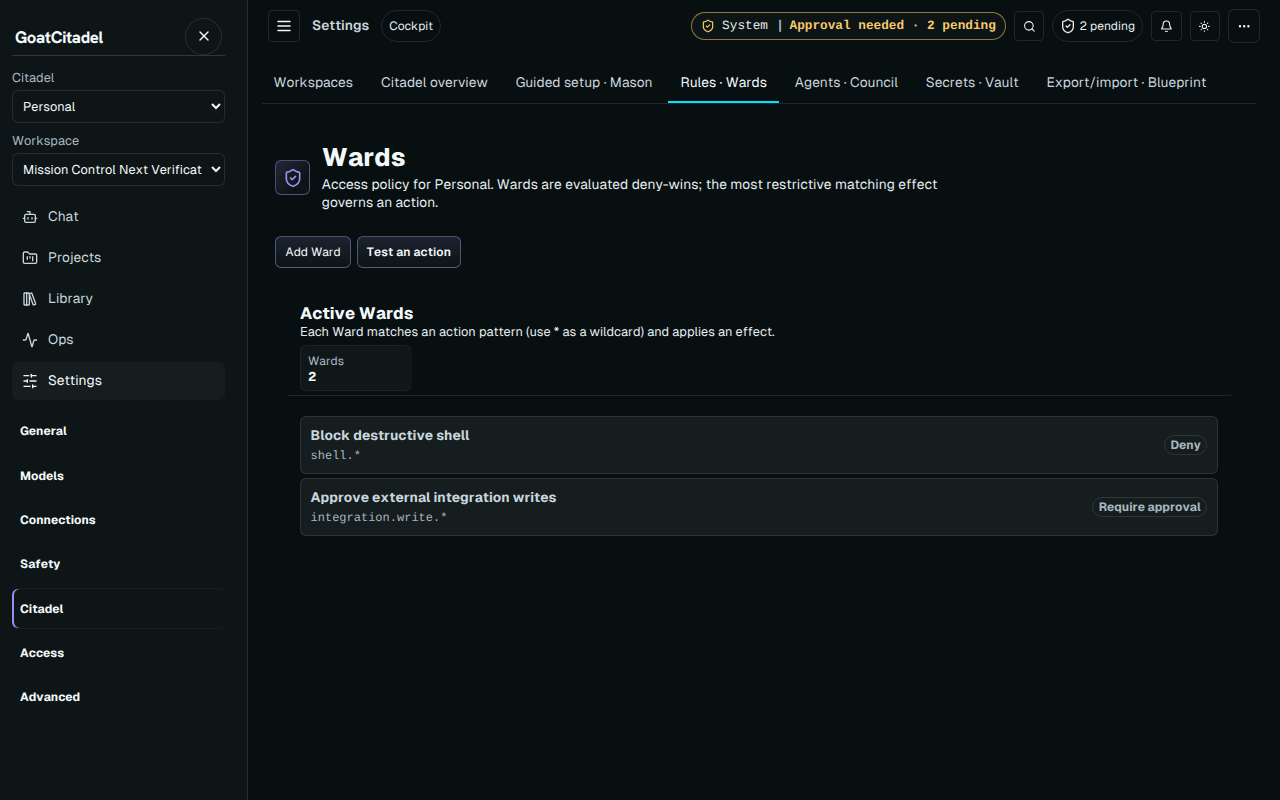 GoatCitadel
Citadel
Personal
Workspace
Mission Control Next Verificat
Chat
Projects
Library
Ops
Settings
General
Models
Connections
Safety
Citadel
Access
Advanced
Settings
Cockpit
System | Approval needed · 2 pending
2 pending
Workspaces
Citadel overview
Guided setup · Mason
Rules · Wards
Agents · Council
Secrets · Vault
Export/import · Blueprint
Wards
Access policy for Personal. Wards are evaluated deny-wins; the most restrictive matching effect
governs an action.
Add Ward
Test an action
Active Wards
Each Ward matches an action pattern (use * as a wildcard) and applies an effect.
Wards
2
Block destructive shell
shell.*
Deny
Approve external integration writes
integration.write.*
Require approval